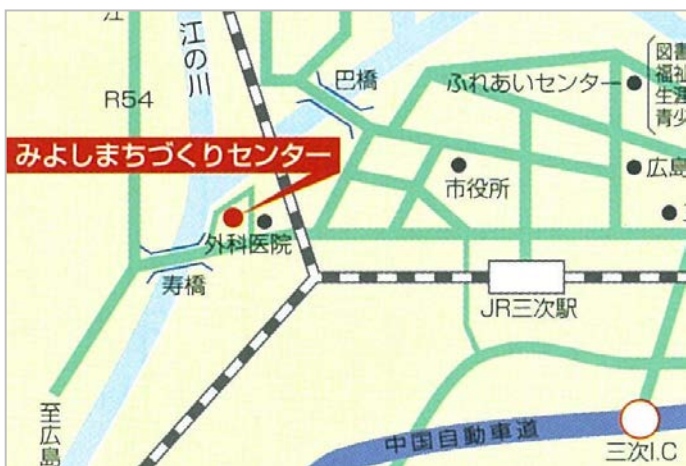 江
江の川
R54
巴橋
ふれあいセンター
図書
福祉
生涯
青少
みよしまちづくりセンター
市役所
広島
外科医院
寿橋
JR三次駅
至広島
中国自動車道
三次I.C